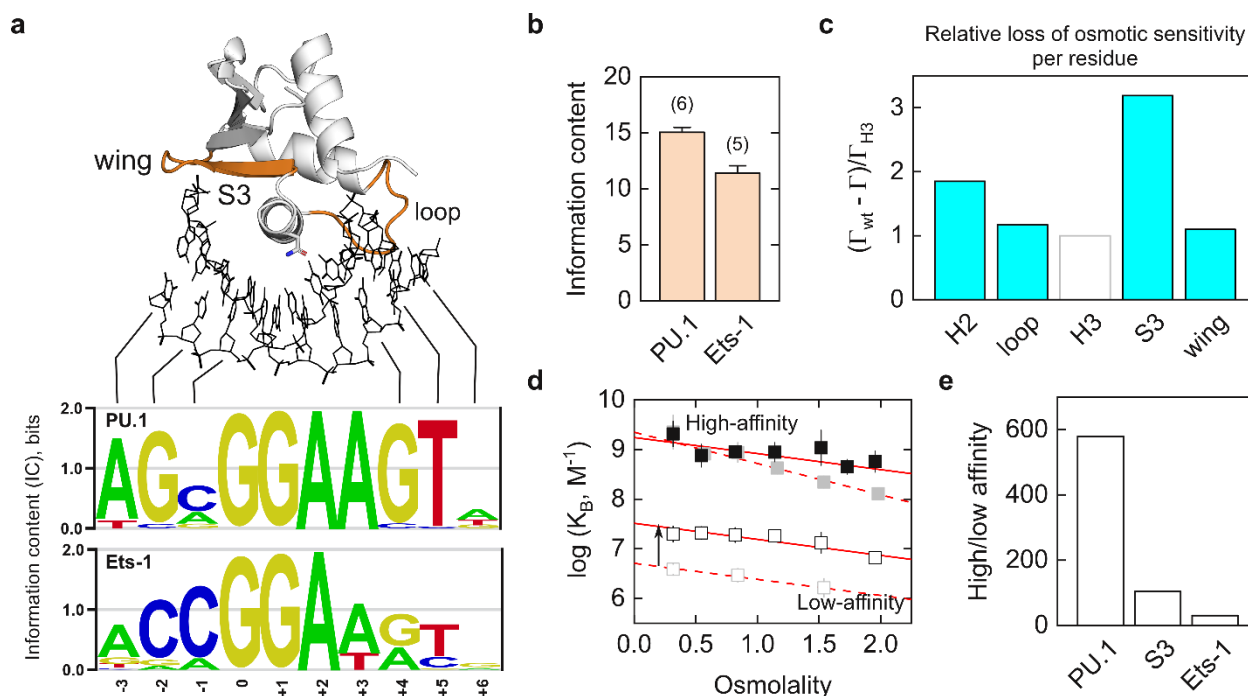 a
wing
S3
loop
Information content (IC), bits
2.0
1.0
0.0
PU.1
AGCGGAAGTA
TCAGCTTG
2.0
1.0
0.0
Ets-1
ACCGGAAGT
-3 -2 -1 0 +1 +2 +3 +4 +5 +6
b
Information content
20
15
10
5
0
(6)
(5)
PU.1 Ets-1
c
Relative loss of osmotic sensitivity
per residue
(Γwt - Γ)/ΓH3
3
2
1
0
H2 loop H3 S3 wing
d
log (KB, M-1)
10
9
8
7
6
High-affinity
Low-affinity
0.0 0.5 1.0 1.5 2.0
Osmolality
e
High/low affinity
600
400
200
0
PU.1 S3 Ets-1